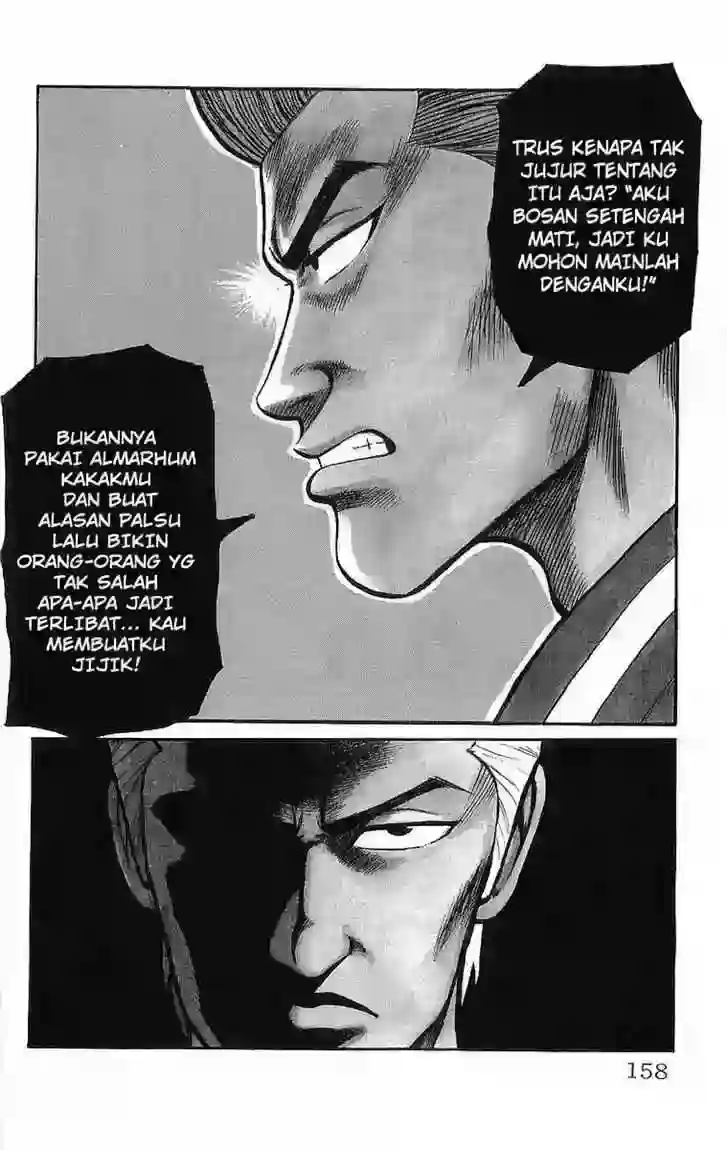 TRUS KENAPA TAK
JUJUR TENTANG
ITU AJA? "AKU
BOSAN SETENGAH
MATI, JADI KU
MOHON MAINLAH
DENGANKU!"
BUKANNYA
PAKAI ALMARHUM
KAKAKMU
DAN BUAT
ALASAN PALSU
LALU BIKIN
ORANG-ORANG YG
TAK SALAH
APA-APA JADI
TERLIBAT... KAU
MEMBUATKU
JIJIK!
158